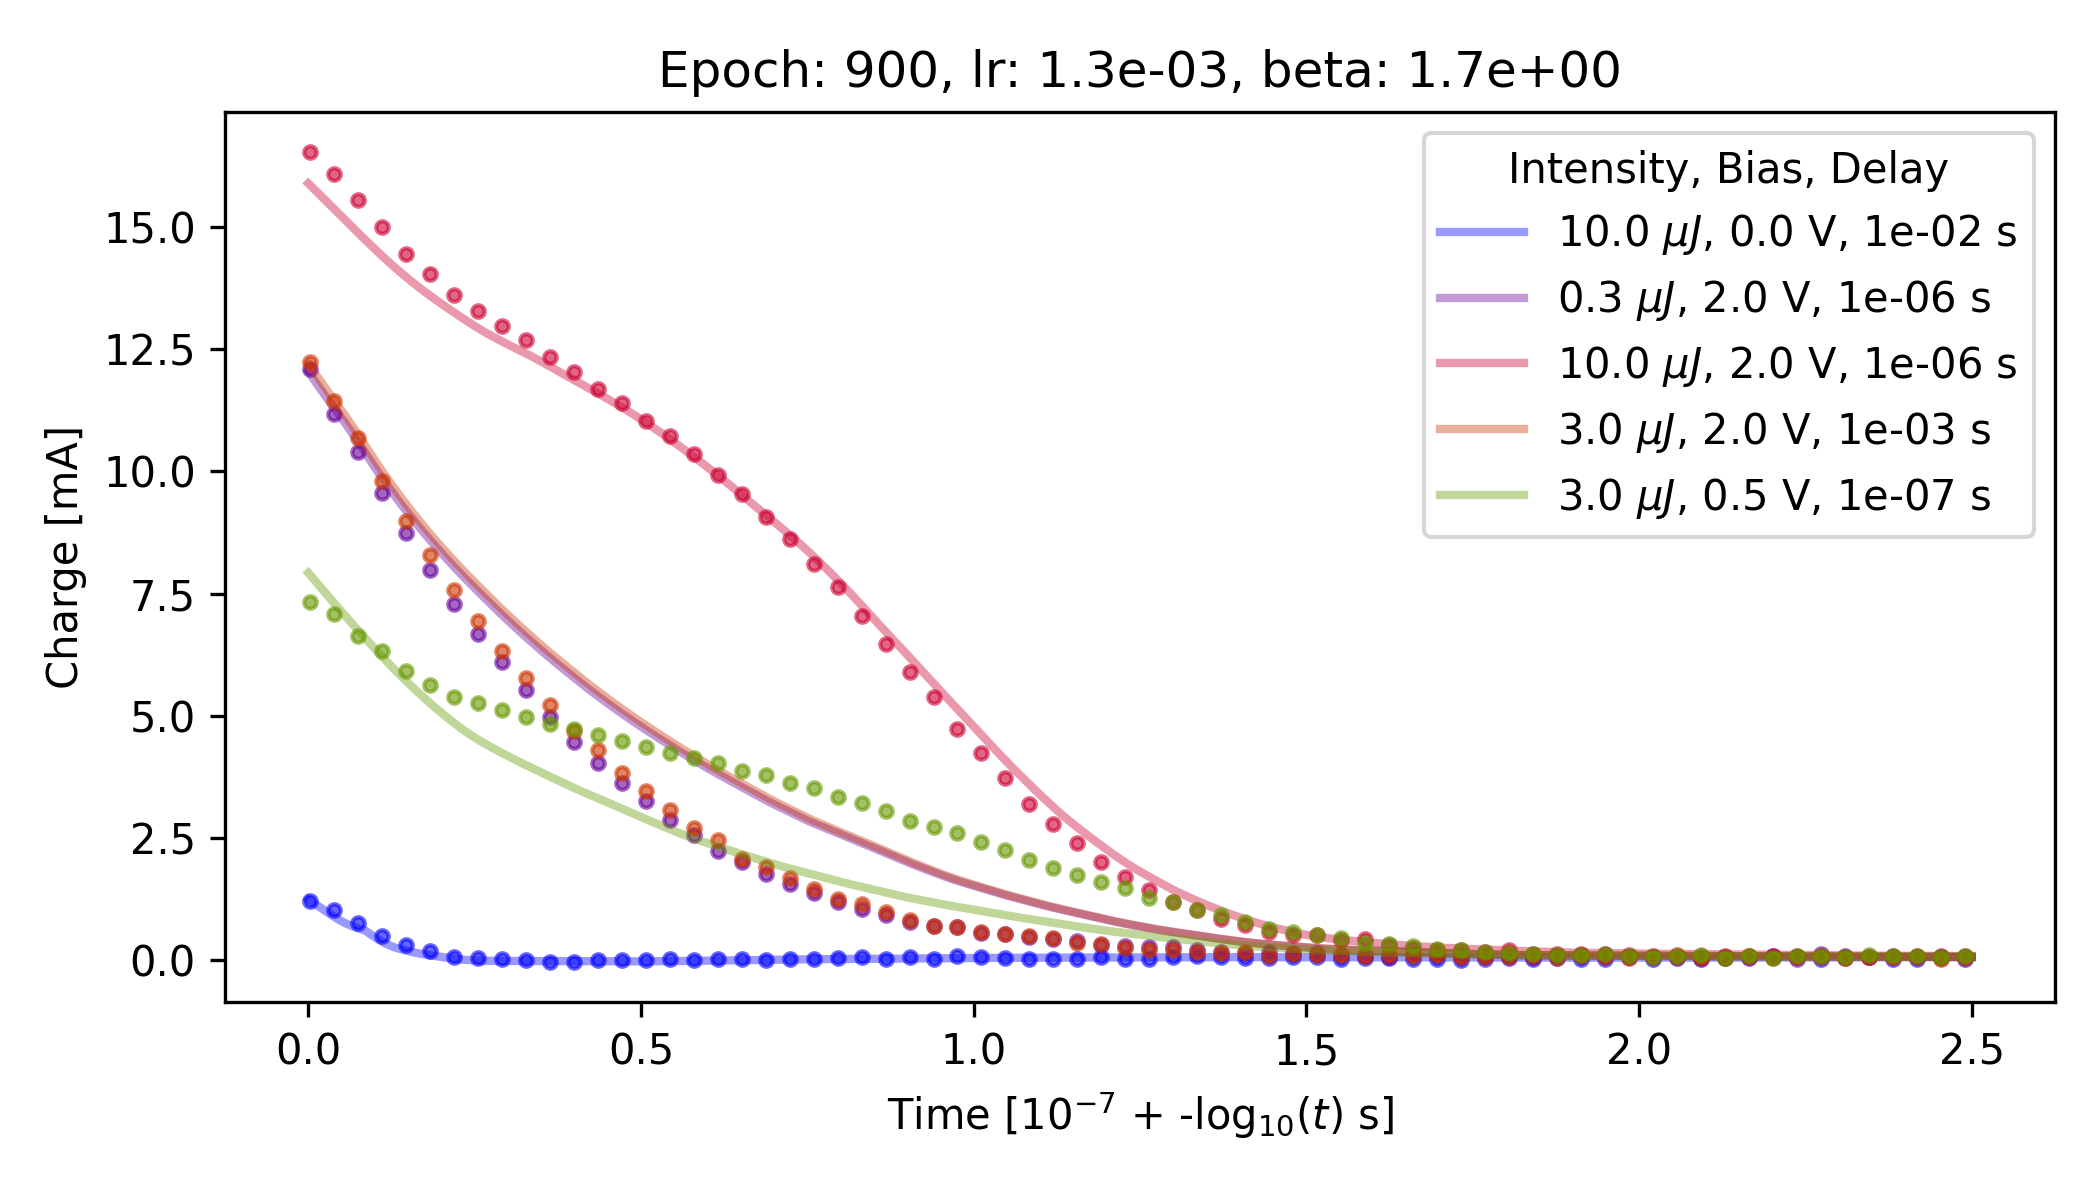 Epoch: 900, lr: 1.3e-03, beta: 1.7e+00
Charge [mA]
15.0
12.5
10.0
7.5
5.0
2.5
0.0
Intensity, Bias, Delay
10.0 μJ, 0.0 V, 1e-02 s
0.3 μJ, 2.0 V, 1e-06 s
10.0 μJ, 2.0 V, 1e-06 s
3.0 μJ, 2.0 V, 1e-03 s
3.0 μJ, 0.5 V, 1e-07 s
0.0 0.5 1.0 1.5 2.0 2.5
Time [10⁻⁷ + -log₁₀(t) s]